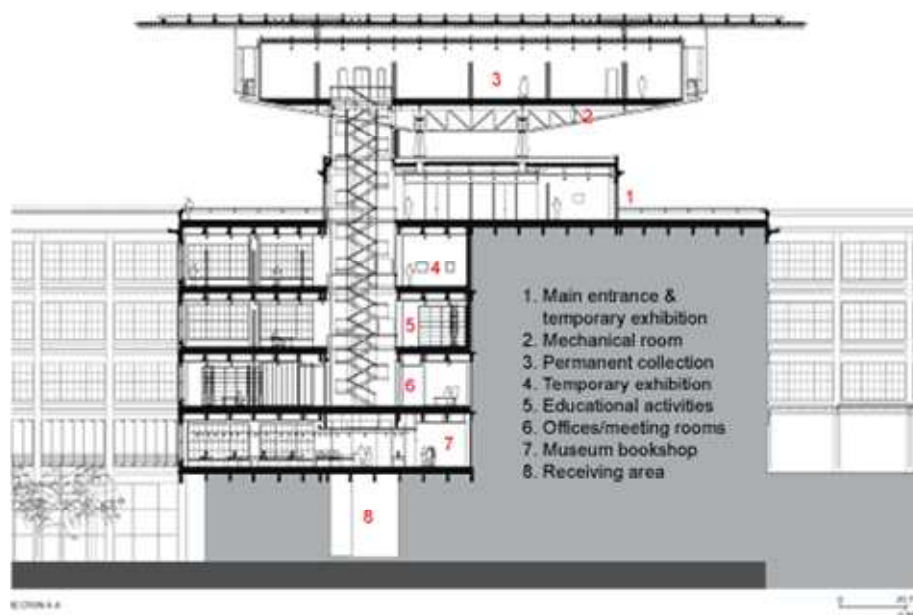 3
2
1
4
5
6
7
8
1. Main entrance &
temporary exhibition
2. Mechanical room
3. Permanent collection
4. Temporary exhibition
5. Educational activities
6. Offices/meeting rooms
7. Museum bookshop
8. Receiving area
0